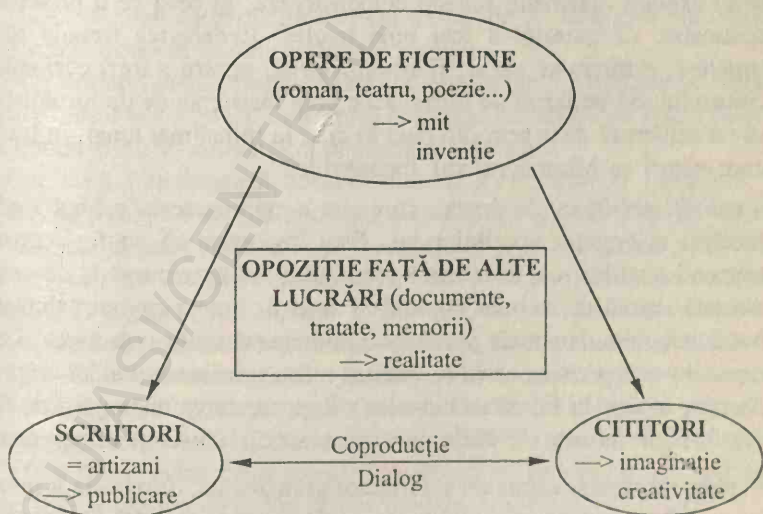 OPERE DE FICȚIUNE
(roman, teatru, poezie...)
—> mit
invenție
OPOZIȚIE FAȚĂ DE ALTE
LUCRĂRI (documente,
tratate, memorii)
—> realitate
SCRIITORI
= artizani
—> publicare
Coproducție
Dialog
CITITORI
—> imaginație
creativitate